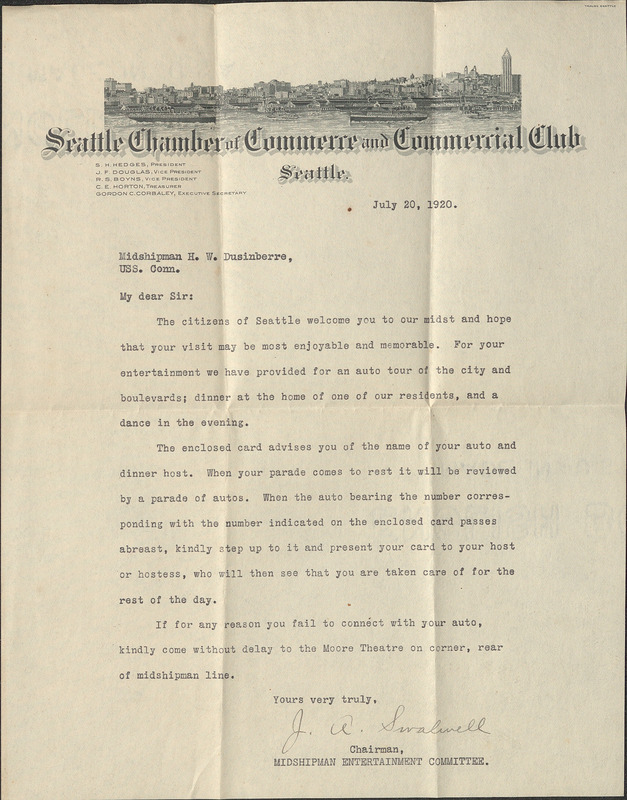 Seattle Chamber of Commerce and Commercial Club
Seattle.
S. H. HEDGES, PRESIDENT
J. F. DOUGLAS, VICE PRESIDENT
R. S. BOYNS, VICE PRESIDENT
C. E. HORTON, TREASURER
GORDON C. CORBALEY, EXECUTIVE SECRETARY
July 20, 1920.
Midshipman H. W. Dusinberre,
USS. Conn.
My dear Sir:
The citizens of Seattle welcome you to our midst and hope
that your visit may be most enjoyable and memorable. For your
entertainment we have provided for an auto tour of the city and
boulevards; dinner at the home of one of our residents, and a
dance in the evening.
The enclosed card advises you of the name of your auto and
dinner host. When your parade comes to rest it will be reviewed
by a parade of autos. When the auto bearing the number corres-
ponding with the number indicated on the enclosed card passes
abreast, kindly step up to it and present your card to your host
or hostess, who will then see that you are taken care of for the
rest of the day.
If for any reason you fail to connect with your auto,
kindly come without delay to the Moore Theatre on corner, rear
of midshipman line.
Yours very truly,
J. A. Swalwell
Chairman,
MIDSHIPMAN ENTERTAINMENT COMMITTEE.